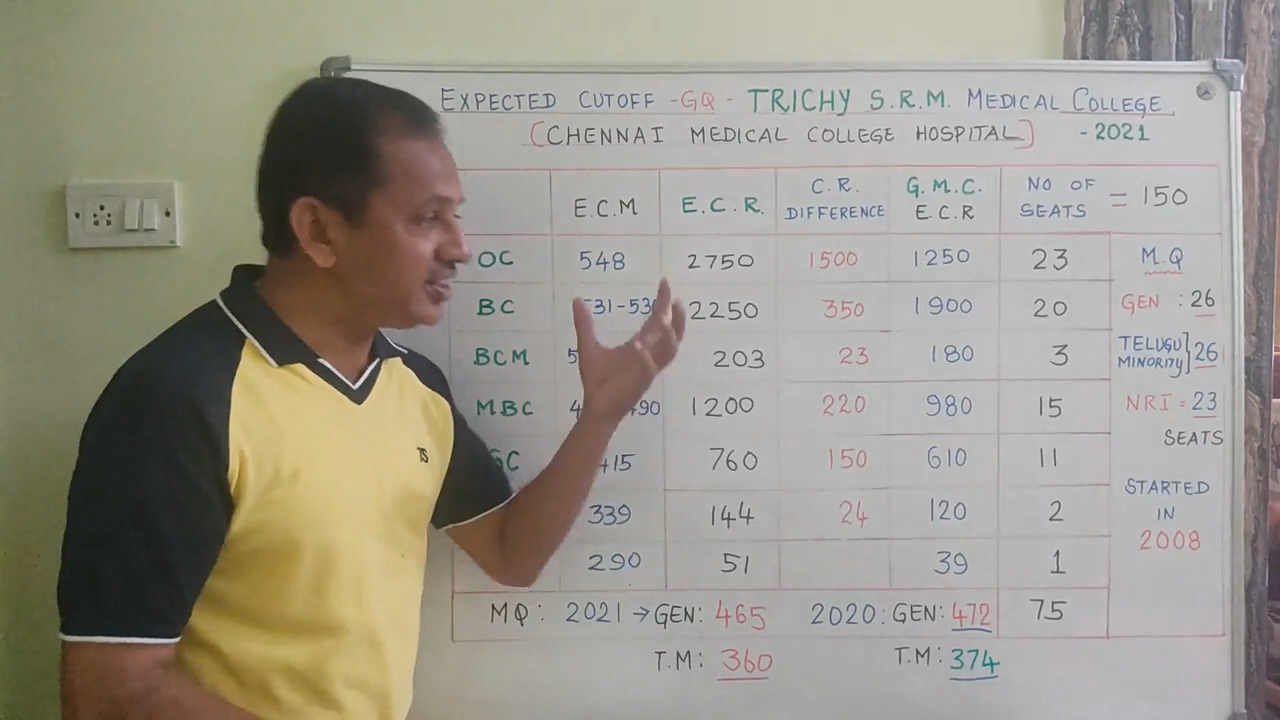 EXPECTED CUTOFF -GQ- TRICHY S.R.M. MEDICAL COLLEGE
[CHENNAI MEDICAL COLLEGE HOSPITAL] - 2021
E.C.M E.C.R. C.R. DIFFERENCE G.M.C. E.C.R NO OF SEATS = 150
OC 548 2750 1500 1250 23 M.Q
BC 2250 350 1900 20 GEN : 26
BCM 203 23 180 3 TELUGU MINORITY} 26
MBC 1200 220 980 15 NRI = 23
SEATS
760 150 610 11 STARTED
339 144 24 120 2 IN
290 51 39 1 2008
MQ: 2021 → GEN: 465 2020: GEN: 472 75
T.M: 360 T.M: 374
TS